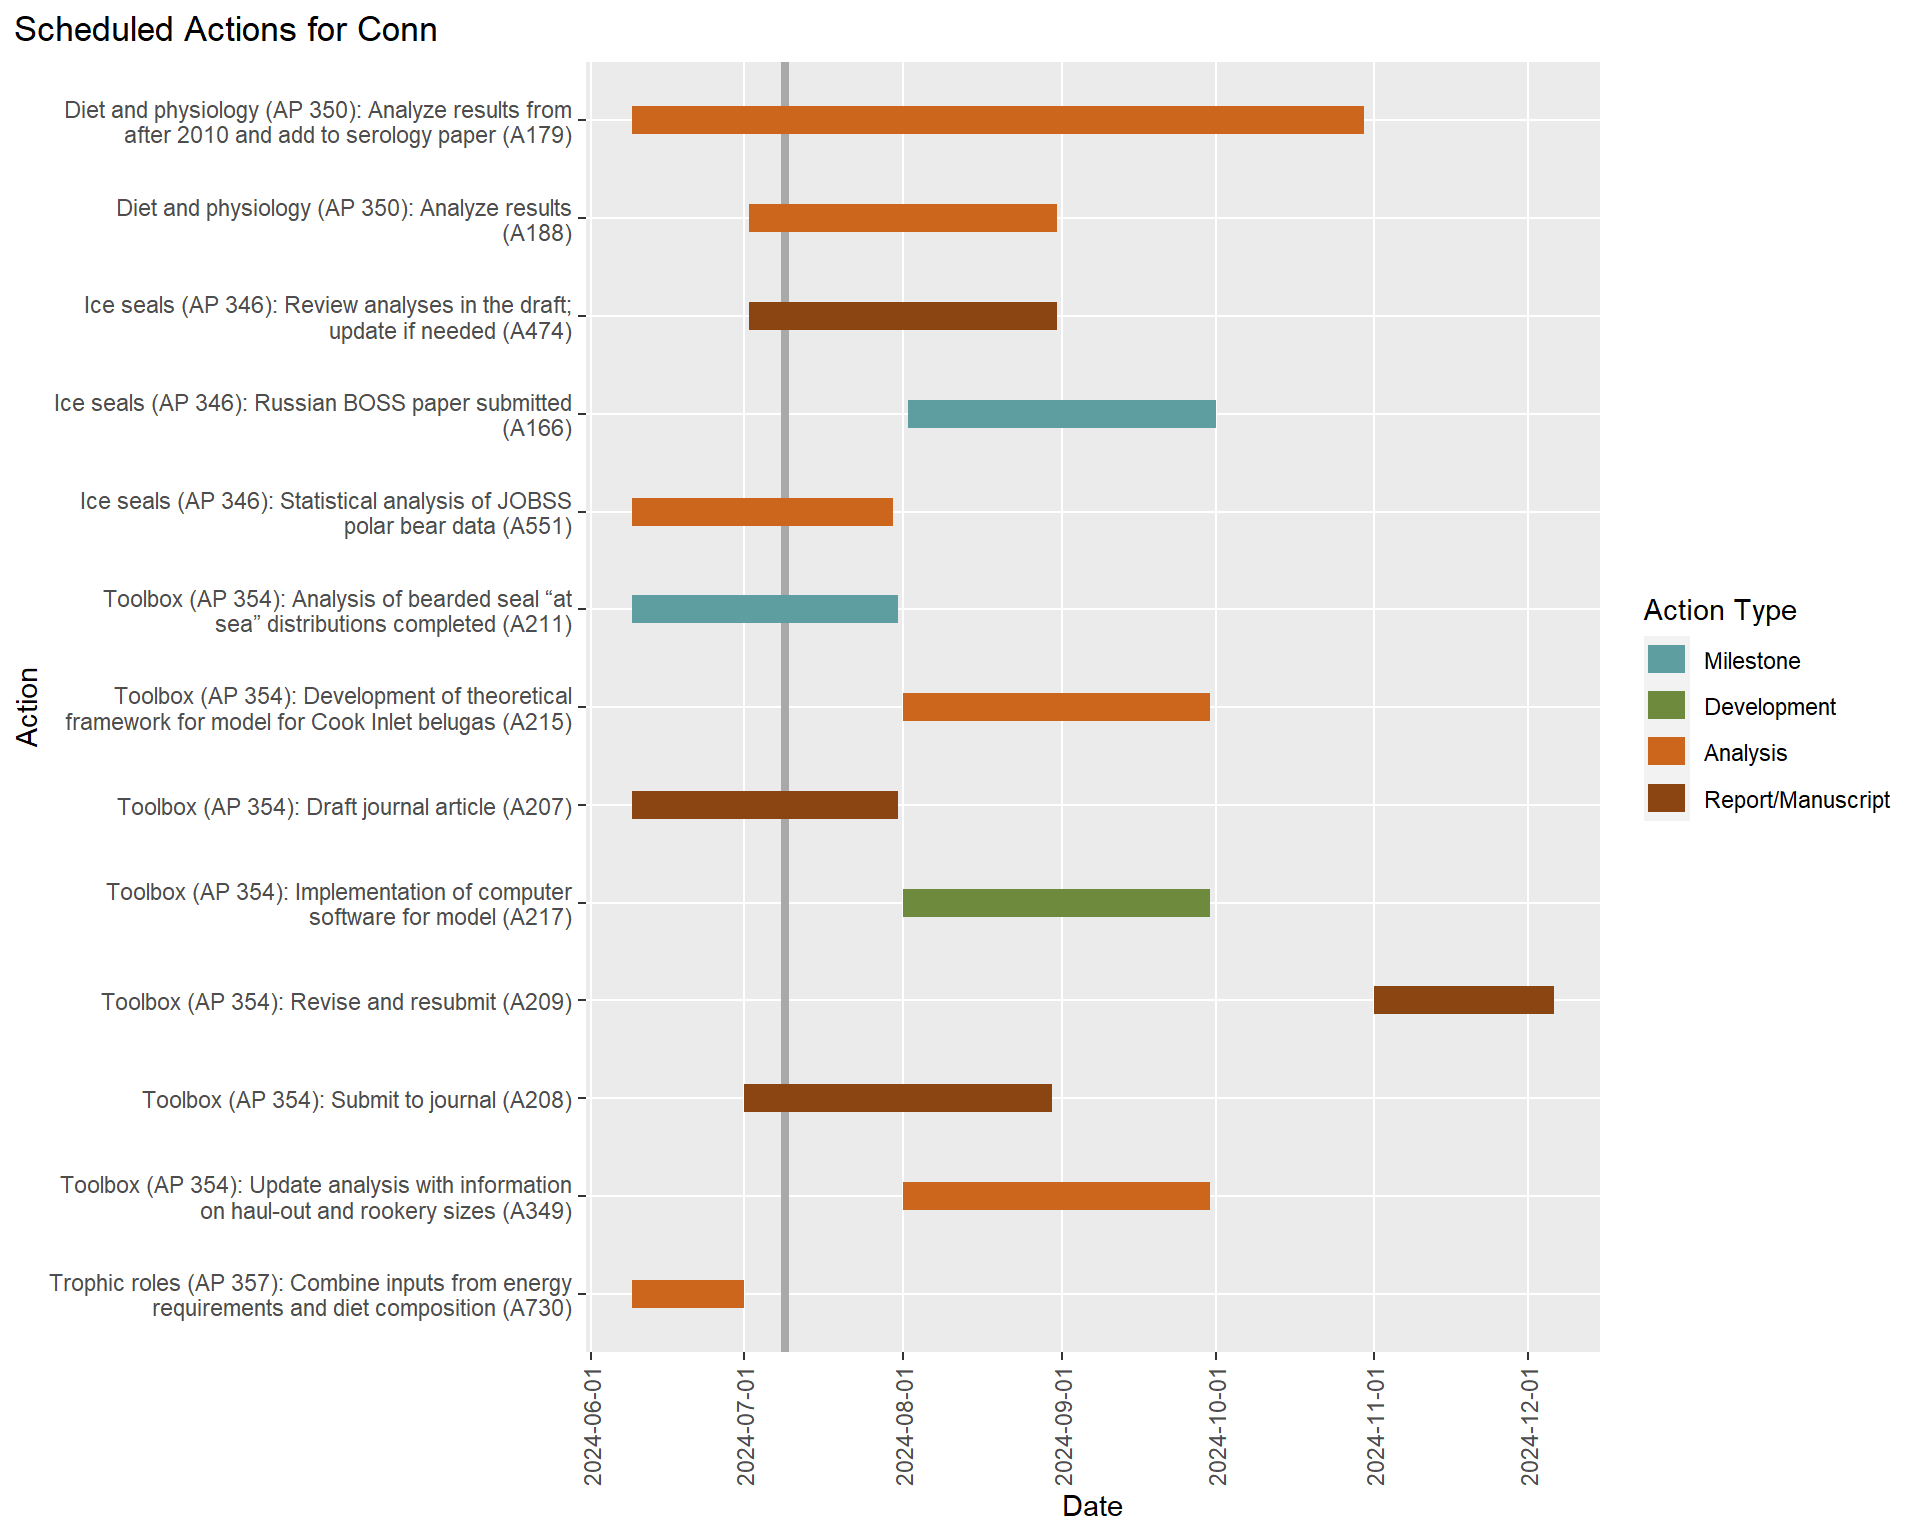 Scheduled Actions for Conn
Diet and physiology (AP 350): Analyze results from
after 2010 and add to serology paper (A179)
Diet and physiology (AP 350): Analyze results
(A188)
Ice seals (AP 346): Review analyses in the draft;
update if needed (A474)
Ice seals (AP 346): Russian BOSS paper submitted
(A166)
Ice seals (AP 346): Statistical analysis of JOBSS
polar bear data (A551)
Toolbox (AP 354): Analysis of bearded seal “at
sea” distributions completed (A211)
Toolbox (AP 354): Development of theoretical
framework for model for Cook Inlet belugas (A215)
Toolbox (AP 354): Draft journal article (A207)
Toolbox (AP 354): Implementation of computer
software for model (A217)
Toolbox (AP 354): Revise and resubmit (A209)
Toolbox (AP 354): Submit to journal (A208)
Toolbox (AP 354): Update analysis with information
on haul-out and rookery sizes (A349)
Trophic roles (AP 357): Combine inputs from energy
requirements and diet composition (A730)
Action
2024-06-01
2024-07-01
2024-08-01
2024-09-01
2024-10-01
2024-11-01
2024-12-01
Date
Action Type
Milestone
Development
Analysis
Report/Manuscript